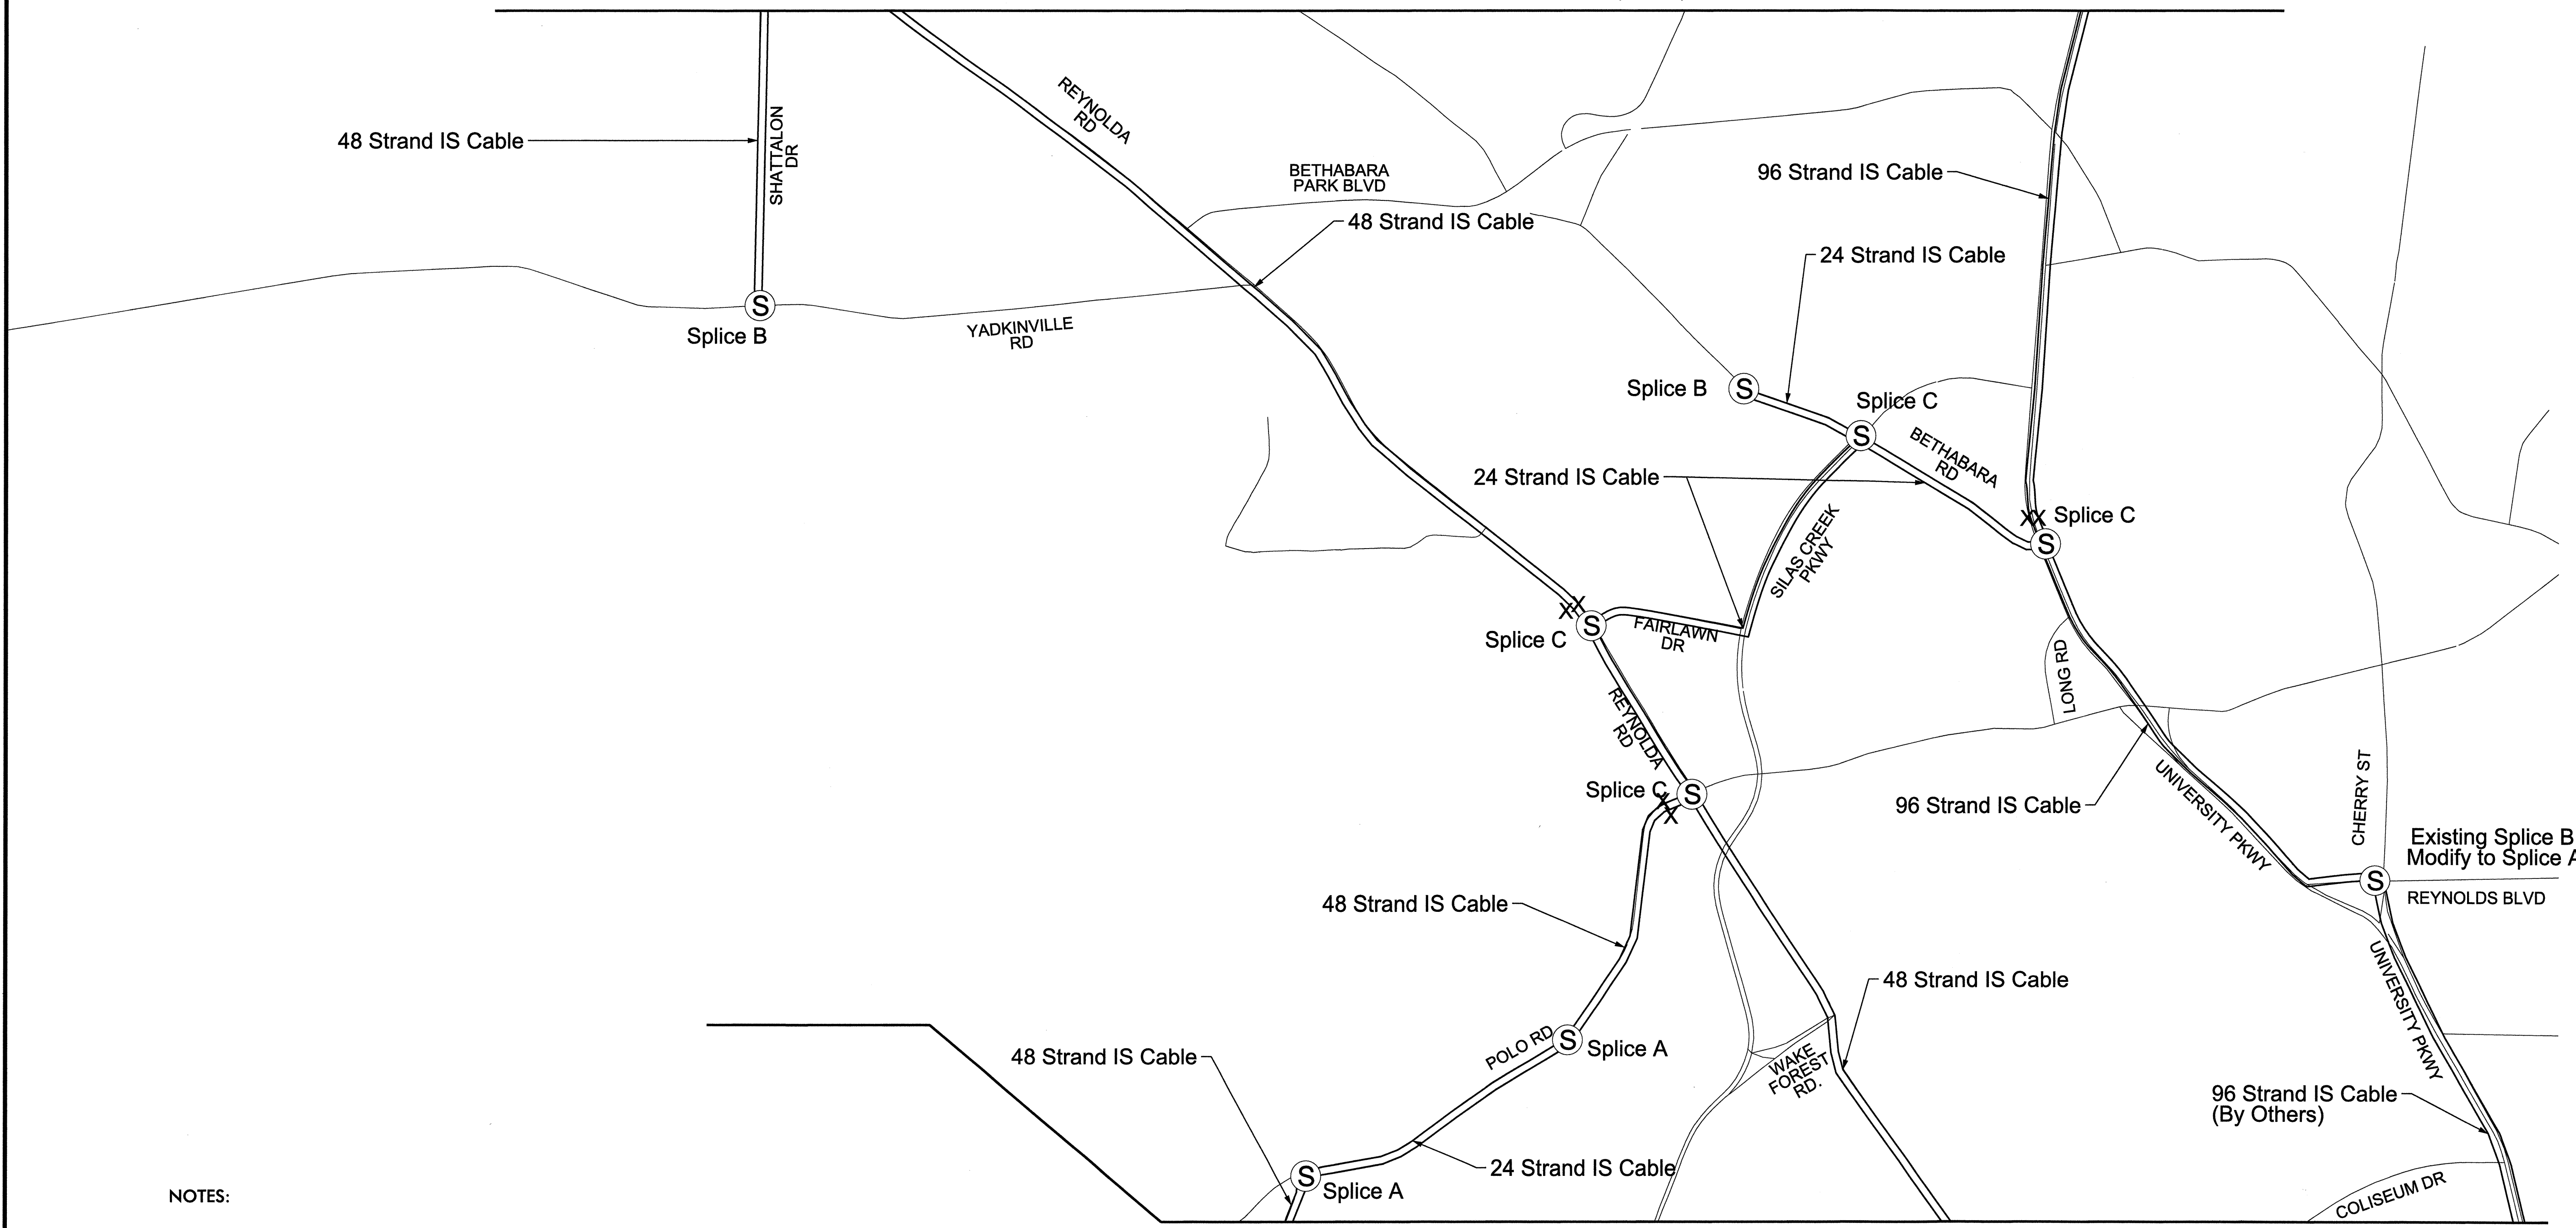 REYNOLDA
RD
48 Strand IS Cable
SHATTALON
DR
BETHABARA
PARK BLVD
96 Strand IS Cable
48 Strand IS Cable
24 Strand IS Cable
S
Splice B
YADKINVILLE
RD
Splice B
S
Splice C
S
BETHABARA
RD
24 Strand IS Cable
SILAS CREEK
PKWY
XX
Splice C
S
XX
S
Splice C
FAIRLAWN
DR
LONG RD
REYNOLDA
RD
Splice C
S
XX
96 Strand IS Cable
UNIVERSITY PKWY
CHERRY ST
Existing Splice B
Modify to Splice A
S
REYNOLDS BLVD
48 Strand IS Cable
48 Strand IS Cable
UNIVERSITY PKWY
POLO RD
S
Splice A
48 Strand IS Cable
WAKE
FOREST
RD.
96 Strand IS Cable
(By Others)
24 Strand IS Cable
S
Splice A
COLISEUM DR
NOTES: